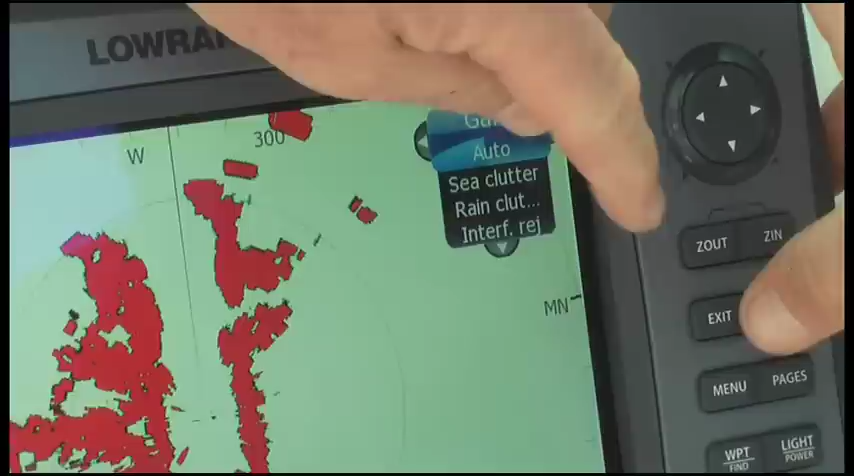 300
W
Auto
Sea clutter
Rain clut...
Interf. rej
MN
ZOUT
ZIN
EXIT
MENU
PAGES
WPT
FIND
LIGHT
POWER